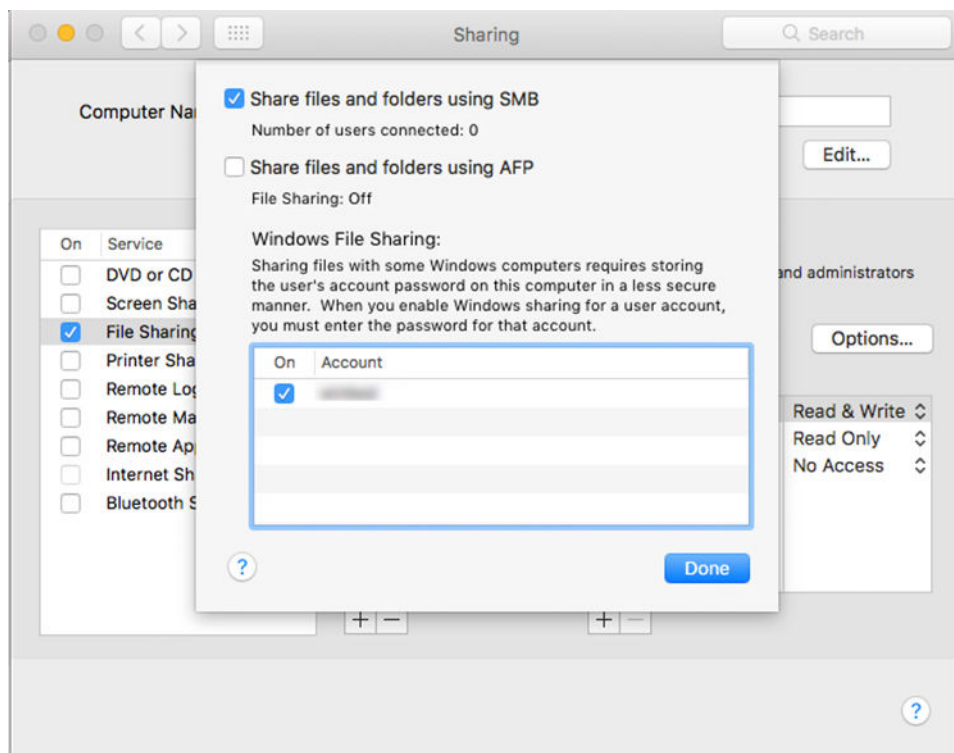 Sharing
Search
Computer Na
Edit...
Share files and folders using SMB
Number of users connected: 0
Share files and folders using AFP
File Sharing: Off
Windows File Sharing:
Sharing files with some Windows computers requires storing
the user's account password on this computer in a less secure
manner. When you enable Windows sharing for a user account,
you must enter the password for that account.
On Account
On Service
DVD or CD
Screen Sha
File Sharing
Printer Sha
Remote Log
Remote Ma
Remote Ap
Internet Sh
Bluetooth S
and administrators
Options...
Read & Write
Read Only
No Access
? Done
+ − + −
?